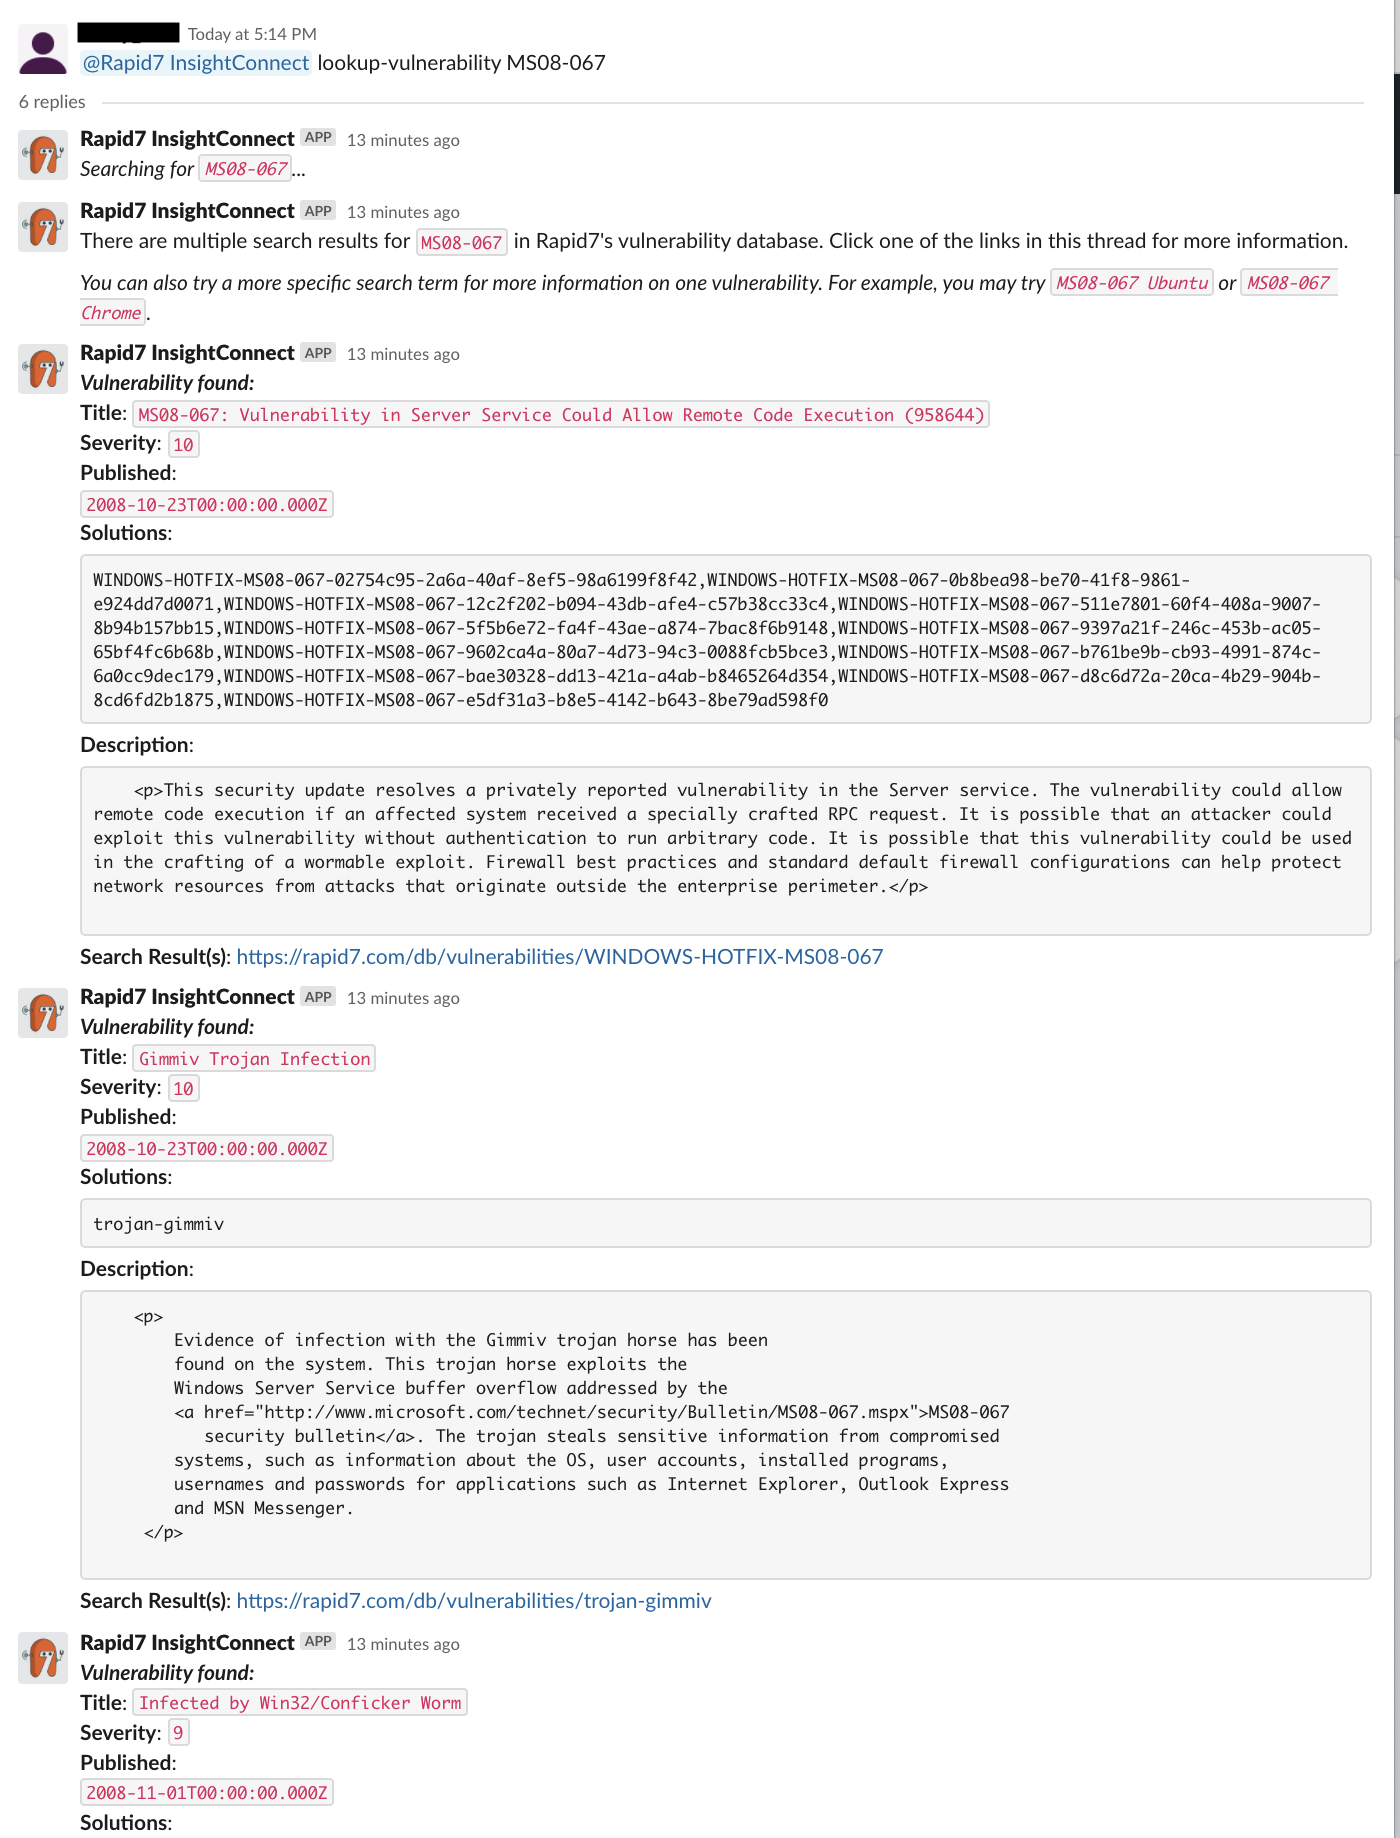 Today at 5:14 PM
@Rapid7 InsightConnect lookup-vulnerability MS08-067
6 replies
Rapid7 InsightConnect APP 13 minutes ago
Searching for MS08-067...
Rapid7 InsightConnect APP 13 minutes ago
There are multiple search results for MS08-067 in Rapid7's vulnerability database. Click one of the links in this thread for more information.
You can also try a more specific search term for more information on one vulnerability. For example, you may try MS08-067 Ubuntu or MS08-067
Chrome.
Rapid7 InsightConnect APP 13 minutes ago
Vulnerability found:
Title: MS08-067: Vulnerability in Server Service Could Allow Remote Code Execution (958644)
Severity: 10
Published:
2008-10-23T00:00:00.000Z
Solutions:
WINDOWS-HOTFIX-MS08-067-02754c95-2a6a-40af-8ef5-98a6199f8f42,WINDOWS-HOTFIX-MS08-067-0b8bea98-be70-41f8-9861-
e924dd7d0071,WINDOWS-HOTFIX-MS08-067-12c2f202-b094-43db-afe4-c57b38cc33c4,WINDOWS-HOTFIX-MS08-067-511e7801-60f4-408a-9007-
8b94b157bb15,WINDOWS-HOTFIX-MS08-067-5f5b6e72-fa4f-43ae-a874-7bac8f6b9148,WINDOWS-HOTFIX-MS08-067-9397a21f-246c-453b-ac05-
65bf4fc6b68b,WINDOWS-HOTFIX-MS08-067-9602ca4a-80a7-4d73-94c3-0088fcb5bce3,WINDOWS-HOTFIX-MS08-067-b761be9b-cb93-4991-874c-
6a0cc9dec179,WINDOWS-HOTFIX-MS08-067-bae30328-dd13-421a-a4ab-b8465264d354,WINDOWS-HOTFIX-MS08-067-d8c6d72a-20ca-4b29-904b-
8cd6fd2b1875,WINDOWS-HOTFIX-MS08-067-e5df31a3-b8e5-4142-b643-8be79ad598f0
Description:
<p>This security update resolves a privately reported vulnerability in the Server service. The vulnerability could allow
remote code execution if an affected system received a specially crafted RPC request. It is possible that an attacker could
exploit this vulnerability without authentication to run arbitrary code. It is possible that this vulnerability could be used
in the crafting of a wormable exploit. Firewall best practices and standard default firewall configurations can help protect
network resources from attacks that originate outside the enterprise perimeter.</p>
Search Result(s): https://rapid7.com/db/vulnerabilities/WINDOWS-HOTFIX-MS08-067
Rapid7 InsightConnect APP 13 minutes ago
Vulnerability found:
Title: Gimmiv Trojan Infection
Severity: 10
Published:
2008-10-23T00:00:00.000Z
Solutions:
trojan-gimmiv
Description:
<p>
Evidence of infection with the Gimmiv trojan horse has been
found on the system. This trojan horse exploits the
Windows Server Service buffer overflow addressed by the
<a href="http://www.microsoft.com/technet/security/Bulletin/MS08-067.mspx">MS08-067
security bulletin</a>. The trojan steals sensitive information from compromised
systems, such as information about the OS, user accounts, installed programs,
usernames and passwords for applications such as Internet Explorer, Outlook Express
and MSN Messenger.
</p>
Search Result(s): https://rapid7.com/db/vulnerabilities/trojan-gimmiv
Rapid7 InsightConnect APP 13 minutes ago
Vulnerability found:
Title: Infected by Win32/Conficker Worm
Severity: 9
Published:
2008-11-01T00:00:00.000Z
Solutions: